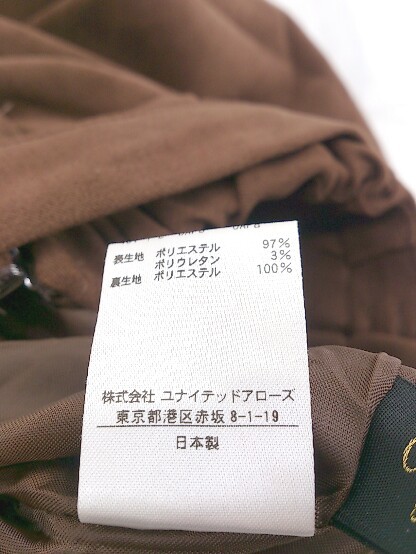 表生地 ポリエステル 97%
ポリウレタン 3%
裏生地 ポリエステル 100%
株式会社 ユナイテッドアローズ
東京都港区赤坂 8-1-19
日本製